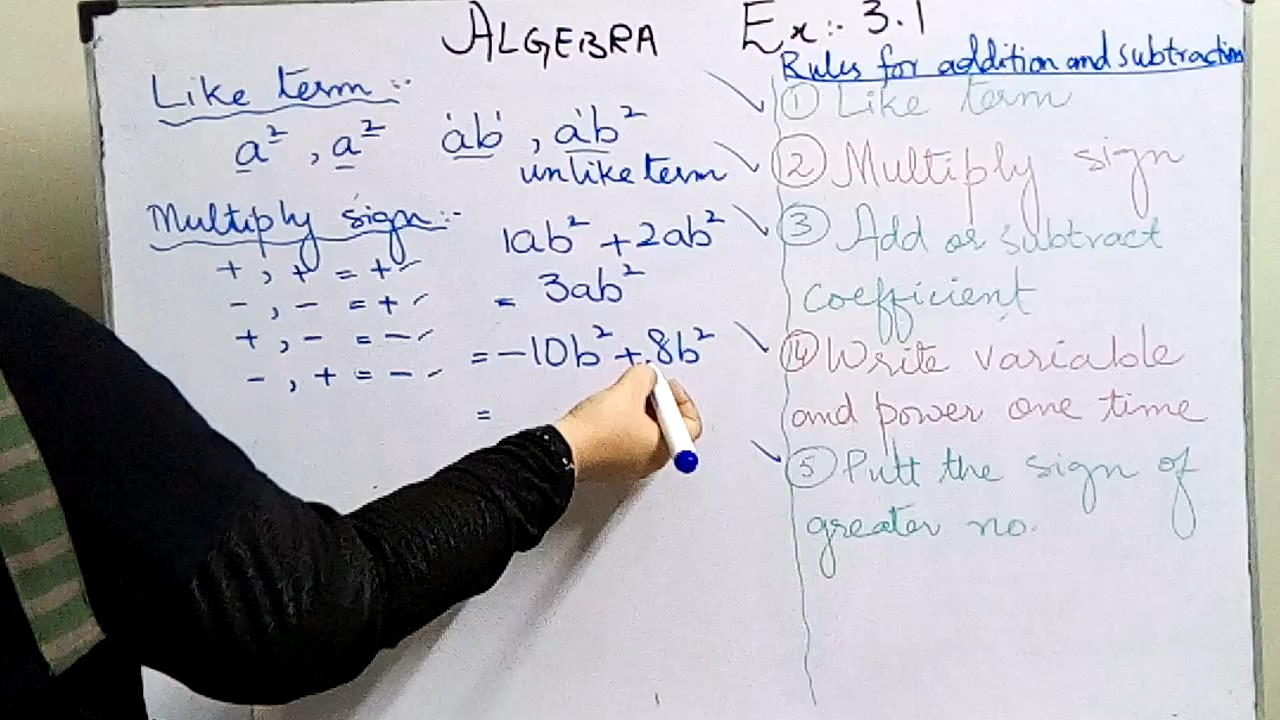 ALGEBRA Ex:- 3.1
Like term :-
a², a² ab, ab²
unlike term
Multiply sign :-
+, + = +
-, - = +
+, - = -
-, + = -
1ab² + 2ab²
= 3ab²
= -10b² + 8b²
=
Rules for addition and subtraction
① Like term
② Multiply sign
③ Add or subtract
coefficient
④ Write variable
and power one time
⑤ Putt the sign of
greater no.